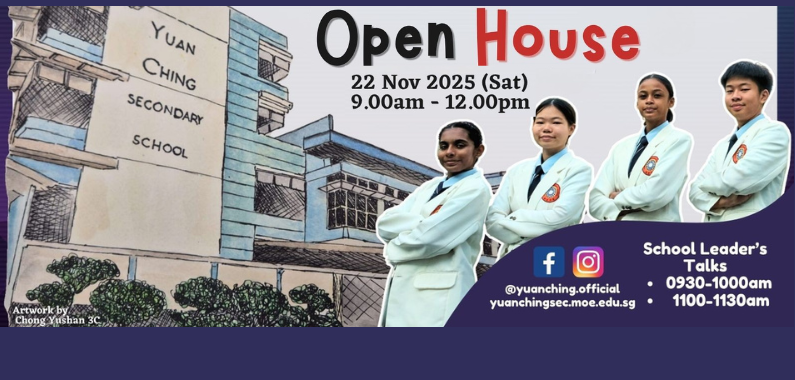 Open House
22 Nov 2025 (Sat)
9.00am - 12.00pm
YUAN
CHING
SECONDARY
SCHOOL
School Leader's
Talks
• 0930-1000am
• 1100-1130am
@yuanching.official
yuanchingsec.moe.edu.sg
Artwork by
Chong Yushan 3C